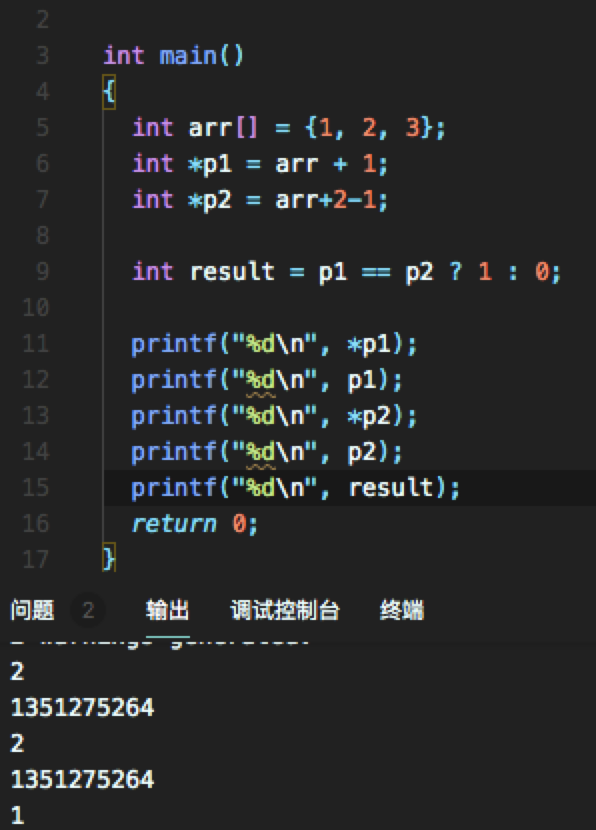 2
3 int main()
4 {
5 int arr[] = {1, 2, 3};
6 int *p1 = arr + 1;
7 int *p2 = arr+2-1;
8
9 int result = p1 == p2 ? 1 : 0;
10
11 printf("%d\n", *p1);
12 printf("%d\n", p1);
13 printf("%d\n", *p2);
14 printf("%d\n", p2);
15 printf("%d\n", result);
16 return 0;
17 }
问题 2 输出 调试控制台 终端
2
1351275264
2
1351275264
1